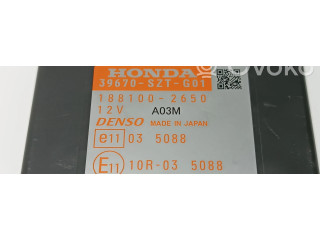 HONDA
39670-SZT-G01
188100-2650
12V A03M
DENSO MADE IN JAPAN
e11 03 5088
E11 10R-03 5088